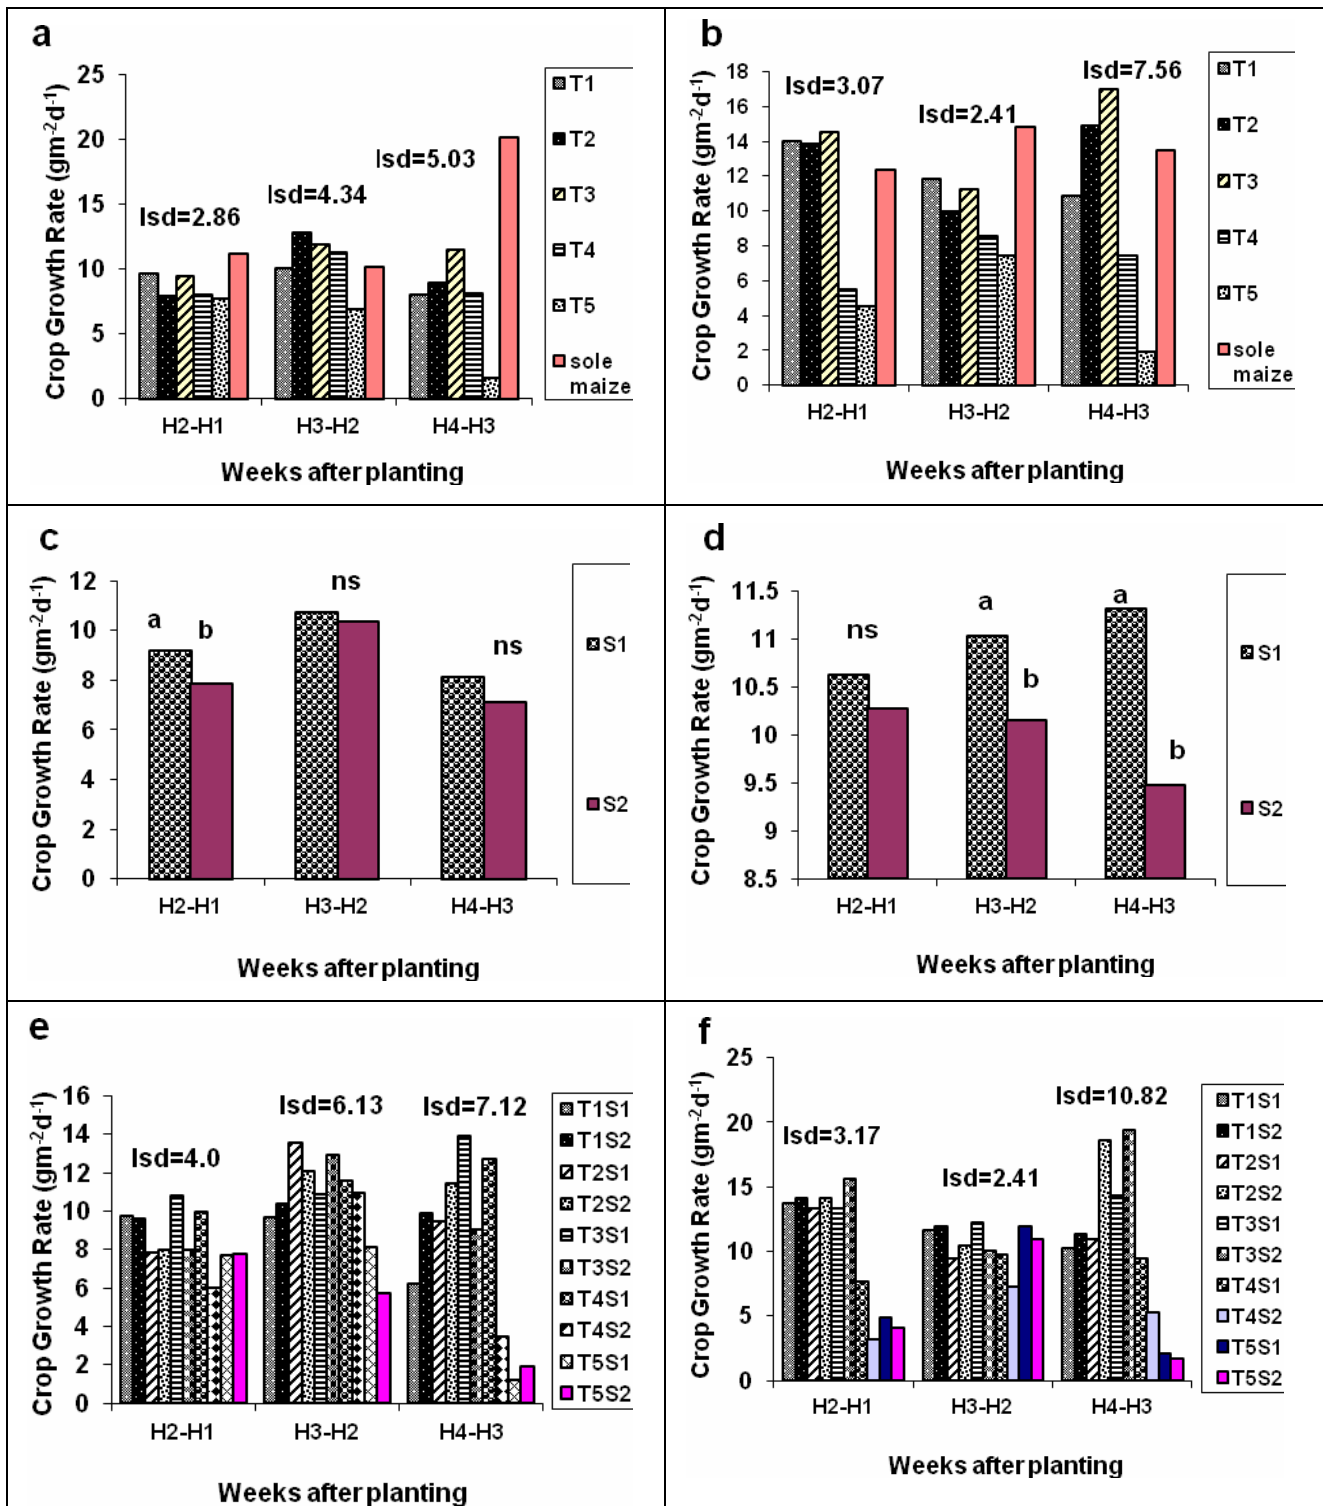 a
Crop Growth Rate (gm-2d-1)
25
20
15
10
5
0
lsd=2.86
lsd=4.34
lsd=5.03
H2-H1
H3-H2
H4-H3
Weeks after planting
T1
T2
T3
T4
T5
sole
maize
b
Crop Growth Rate (gm-2d-1)
18
16
14
12
10
8
6
4
2
0
lsd=3.07
lsd=2.41
lsd=7.56
H2-H1
H3-H2
H4-H3
Weeks after planting
T1
T2
T3
T4
T5
sole
maize
c
Crop Growth Rate (gm-2d-1)
12
10
8
6
4
2
0
a
b
ns
ns
H2-H1
H3-H2
H4-H3
Weeks after planting
S1
S2
d
Crop Growth Rate (gm-2d-1)
11.5
11
10.5
10
9.5
9
8.5
ns
a
b
a
b
H2-H1
H3-H2
H4-H3
Weeks after planting
S1
S2
e
Crop Growth Rate (gm-2d-1)
16
14
12
10
8
6
4
2
0
lsd=4.0
lsd=6.13
lsd=7.12
H2-H1
H3-H2
H4-H3
Weeks after planting
T1S1
T1S2
T2S1
T2S2
T3S1
T3S2
T4S1
T4S2
T5S1
T5S2
f
Crop Growth Rate (gm-2d-1)
25
20
15
10
5
0
lsd=3.17
lsd=2.41
lsd=10.82
H2-H1
H3-H2
H4-H3
Weeks after planting
T1S1
T1S2
T2S1
T2S2
T3S1
T3S2
T4S1
T4S2
T5S1
T5S2